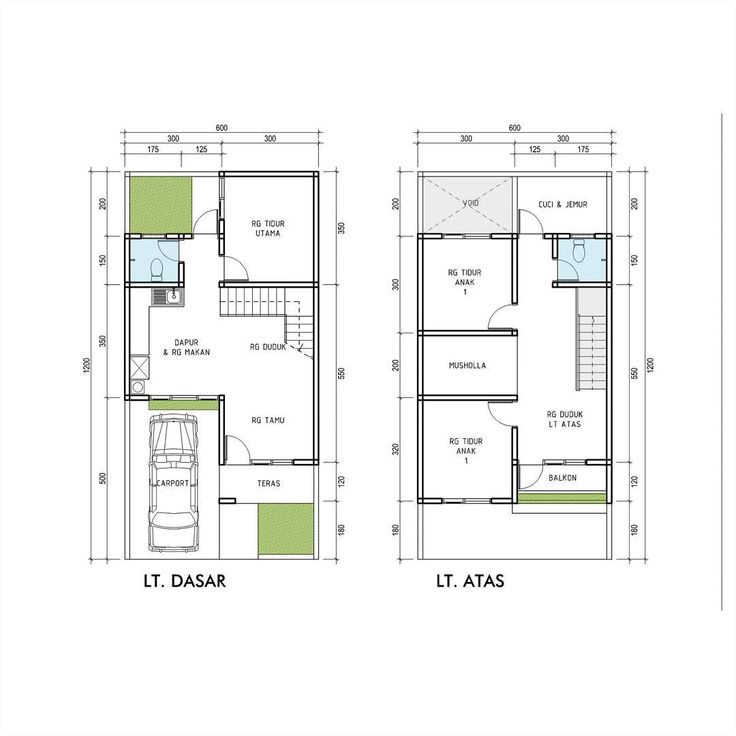 600
300
300
175
125
200
150
350
500
1200
350
550
120
180
RG TIDUR
UTAMA
DAPUR
& RG MAKAN
RG DUDUK
RG TAMU
CARPORT
TERAS
LT. DASAR
600
300
300
125
175
200
300
200
320
180
200
150
550
120
180
1200
VOID
CUCI & JEMUR
RG TIDUR
ANAK
1
MUSHOLLA
RG DUDUK
LT ATAS
RG TIDUR
ANAK
1
BALKON
LT. ATAS